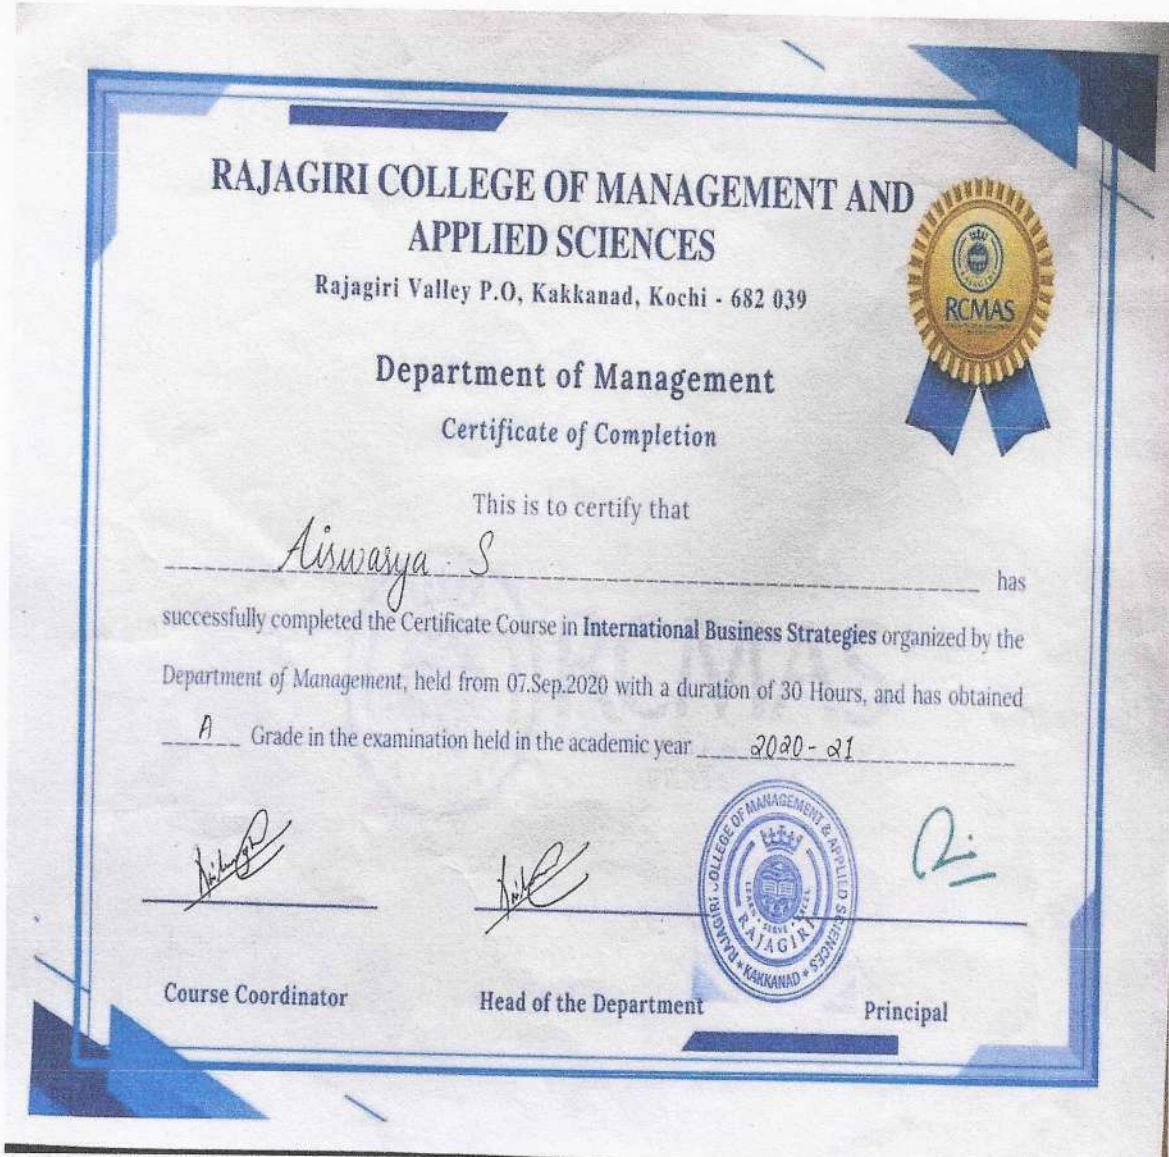 RAJAGIRI COLLEGE OF MANAGEMENT AND
APPLIED SCIENCES
Rajagiri Valley P.O, Kakkanad, Kochi - 682 039
RCMAS
Department of Management
Certificate of Completion
This is to certify that
Aiswarya S has
successfully completed the Certificate Course in International Business Strategies organized by the
Department of Management, held from 07.Sep.2020 with a duration of 30 Hours, and has obtained
A Grade in the examination held in the academic year 2020-21
RAJAGIRI COLLEGE OF MANAGEMENT & APPLIED SCIENCES
LEARN • SERVE • EXCEL
RAJAGIRI
* KAKKANAD *
Course Coordinator
Head of the Department
Principal